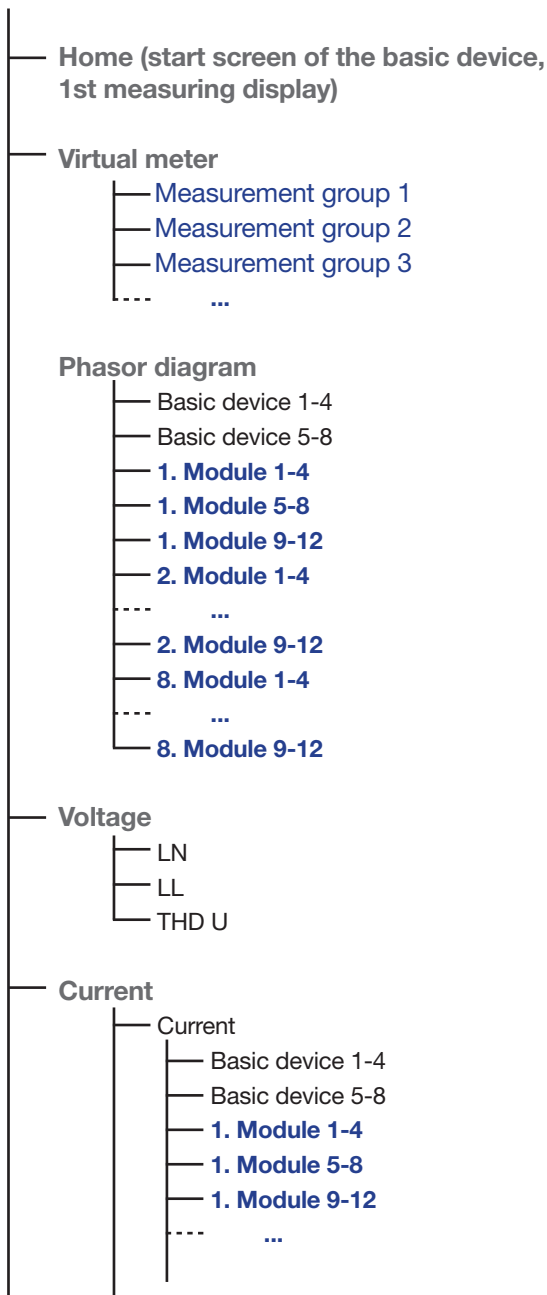 Home (start screen of the basic device,
1st measuring display)
Virtual meter
Measurement group 1
Measurement group 2
Measurement group 3
...
Phasor diagram
Basic device 1-4
Basic device 5-8
1. Module 1-4
1. Module 5-8
1. Module 9-12
2. Module 1-4
...
2. Module 9-12
8. Module 1-4
...
8. Module 9-12
Voltage
LN
LL
THD U
Current
Current
Basic device 1-4
Basic device 5-8
1. Module 1-4
1. Module 5-8
1. Module 9-12
...